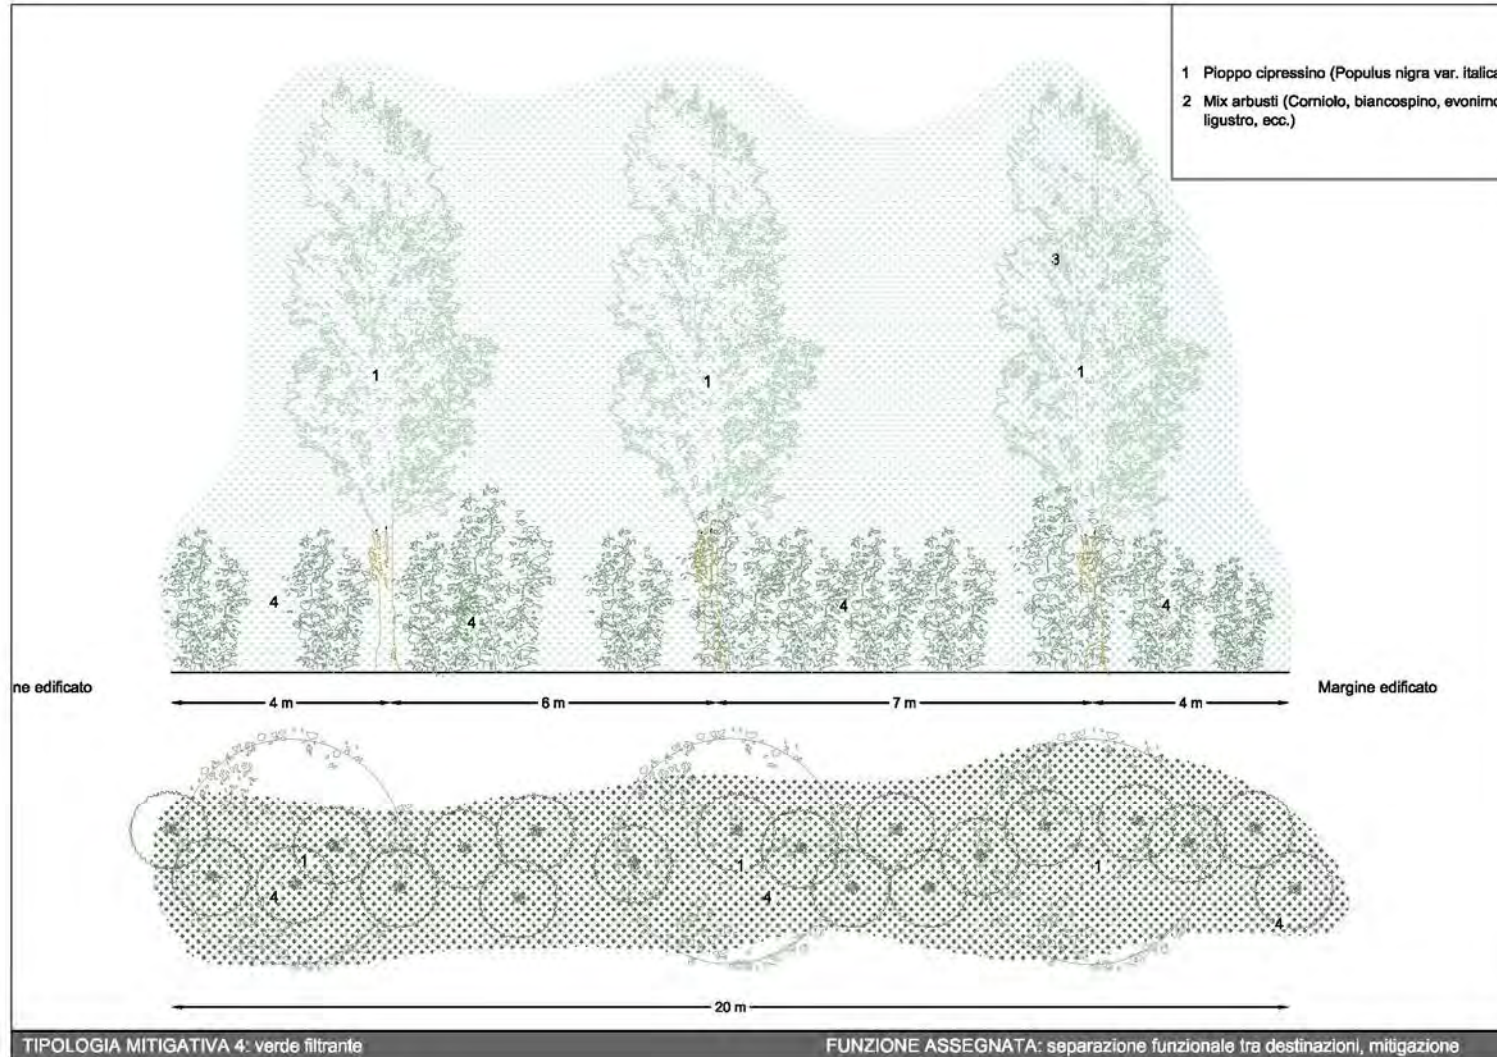 1 Pioppo cipressino (Populus nigra var. italica
2 Mix arbusti (Corniolo, biancospino, evonimo
ligustro, ecc.)
3
1 1 1
4 4 4
4
ne edificato
Margine edificato
4 m 6 m 7 m 4 m
1 1 1
4 4
4
20 m
TIPOLOGIA MITIGATIVA 4: verde filtrante
FUNZIONE ASSEGNATA: separazione funzionale tra destinazioni, mitigazione